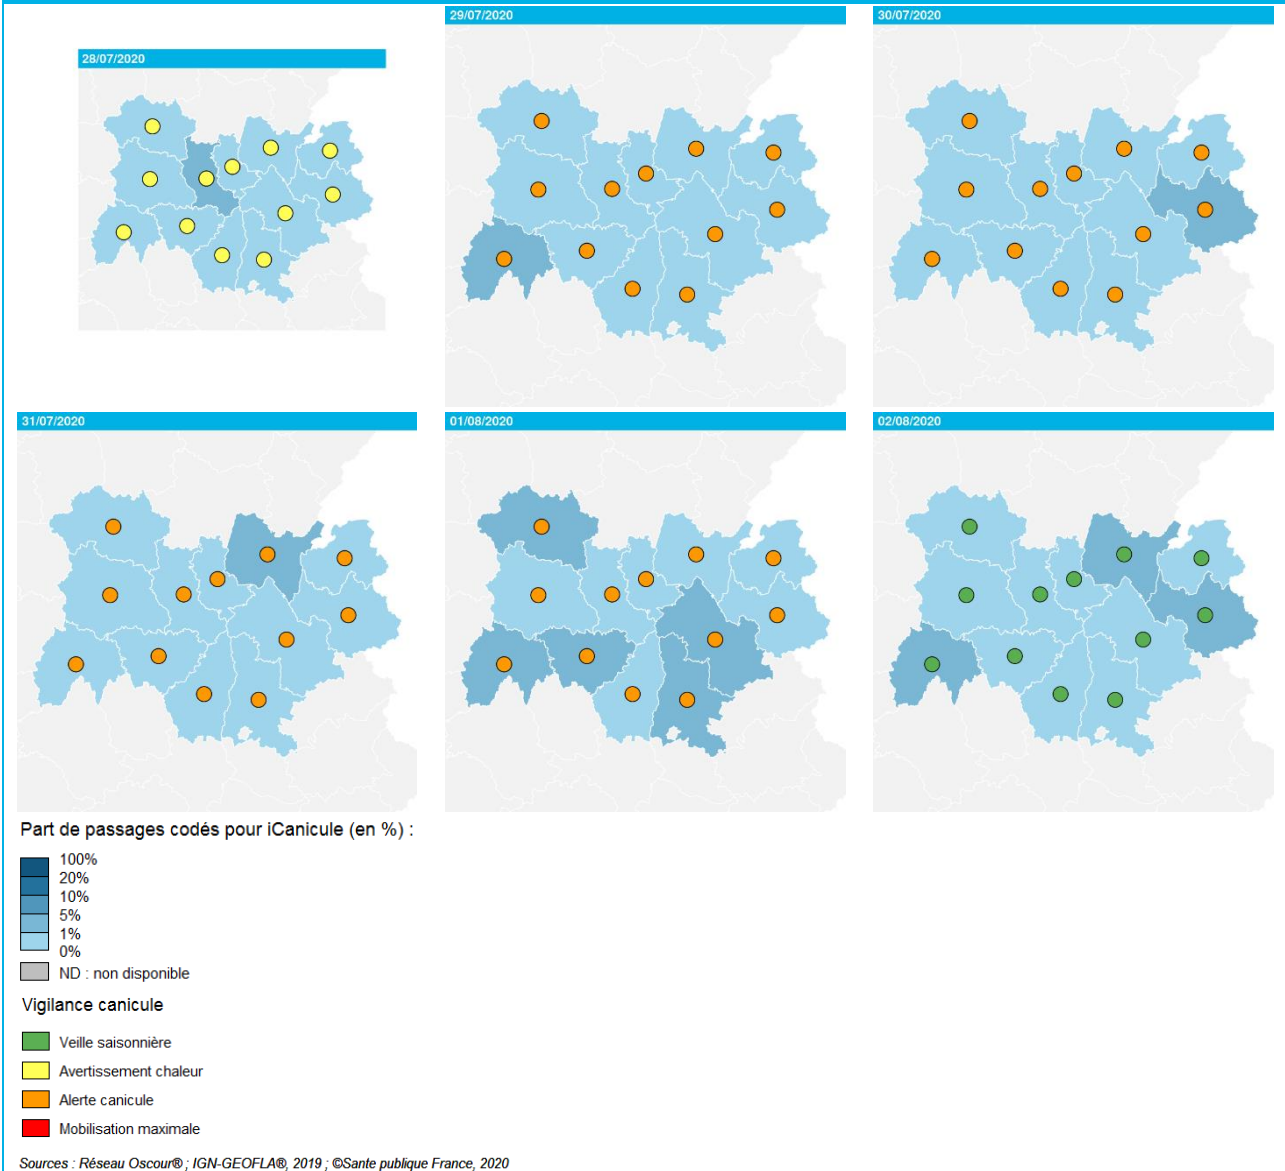 28/07/2020
29/07/2020
30/07/2020
31/07/2020
01/08/2020
02/08/2020
Part de passages codés pour iCanicule (en %) :
100%
20%
10%
5%
1%
0%
ND : non disponible
Vigilance canicule
Veille saisonnière
Avertissement chaleur
Alerte canicule
Mobilisation maximale
Sources : Réseau Oscour® ; IGN-GEOFLA®, 2019 ; ©Sante publique France, 2020